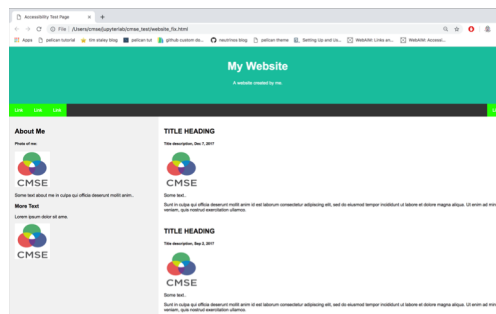 Accessibility Test Page
File | /Users/cmse/jupyterlab/cmse_test/website_fix.html
Apps pelican tutorial tim staley blog pelican tut github custom do... neutrinos blog pelican theme Setting Up and Us... WebAIM: Links an... WebAIM: Accessi...
My Website
A website created by me.
Link Link Link
About Me
Photo of me:
CMSE
Some text about me in culpa qui officia deserunt mollit anim..
More Text
Lorem ipsum dolor sit ame.
CMSE
TITLE HEADING
Title description, Dec 7, 2017
CMSE
Some text..
Sunt in culpa qui officia deserunt mollit anim id est laborum consectetur adipiscing elit, sed do eiusmod tempor incididunt ut labore et dolore magna aliqua. Ut enim ad min
veniam, quis nostrud exercitation ullamco.
TITLE HEADING
Title description, Sep 2, 2017
CMSE
Some text..
Sunt in culpa qui officia deserunt mollit anim id est laborum consectetur adipiscing elit, sed do eiusmod tempor incididunt ut labore et dolore magna aliqua. Ut enim ad min
veniam, quis nostrud exercitation ullamco.